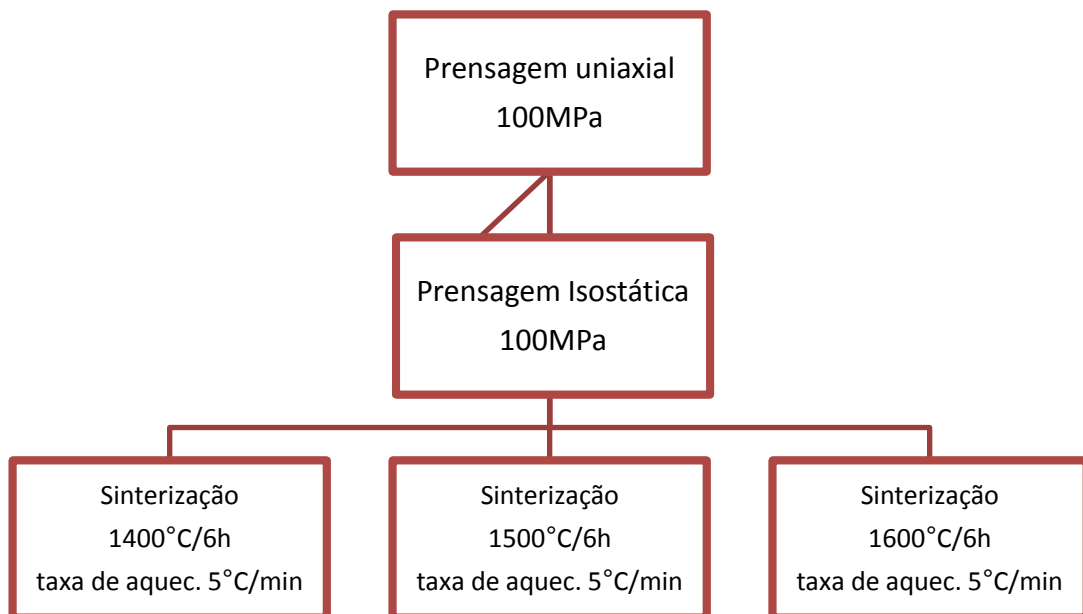 Prensagem uniaxial
100MPa
Prensagem Isostática
100MPa
Sinterização
1400°C/6h
taxa de aquec. 5°C/min
Sinterização
1500°C/6h
taxa de aquec. 5°C/min
Sinterização
1600°C/6h
taxa de aquec. 5°C/min